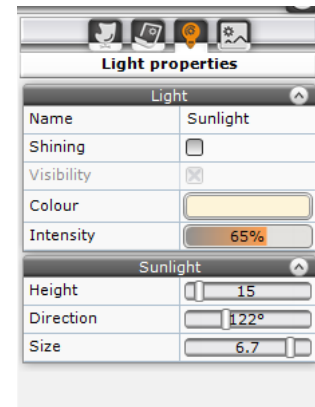 Light properties
Light
Name Sunlight
Shining
Visibility
Colour
Intensity 65%
Sunlight
Height 15
Direction 122°
Size 6.7